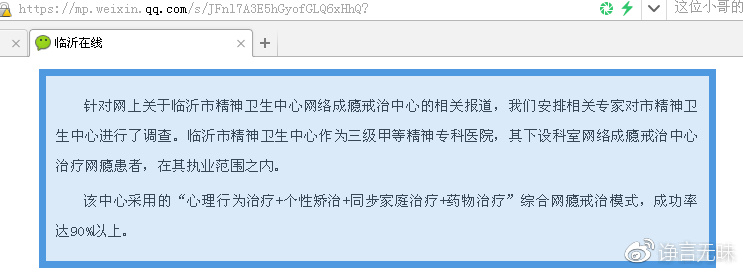 https://mp.weixin.qq.com/s/JFnl7A3E5hGyofGLQ6xHhQ?
这位小哥的
临沂在线
针对网上关于临沂市精神卫生中心网络成瘾戒治中心的相关报道，我们安排相关专家对市精神卫
生中心进行了调查。临沂市精神卫生中心作为三级甲等精神专科医院，其下设科室网络成瘾戒治中心
治疗网瘾患者，在其执业范围之内。
该中心采用的“心理行为治疗+个性矫治+同步家庭治疗+药物治疗”综合网瘾戒治模式，成功率
达90%以上。
诤言无昧